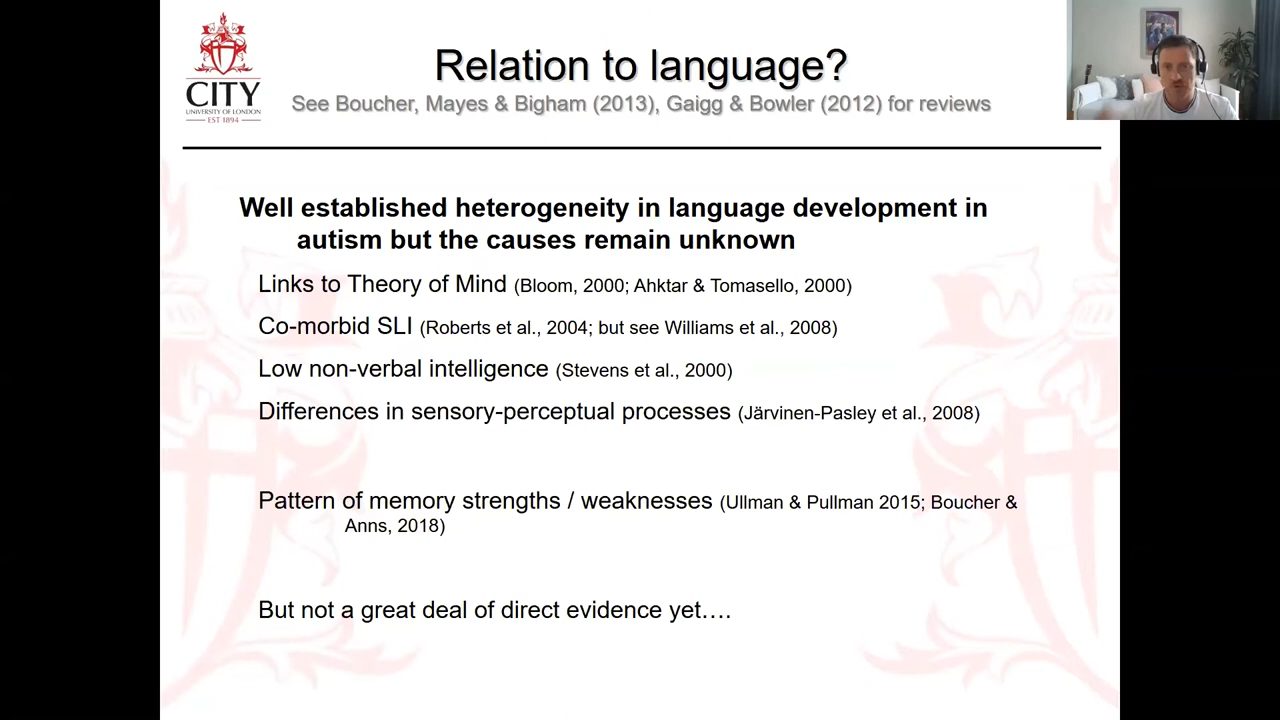 CITY
UNIVERSITY OF LONDON
EST 1894
Relation to language?
See Boucher, Mayes & Bigham (2013), Gaigg & Bowler (2012) for reviews
Well established heterogeneity in language development in
autism but the causes remain unknown
Links to Theory of Mind (Bloom, 2000; Ahktar & Tomasello, 2000)
Co-morbid SLI (Roberts et al., 2004; but see Williams et al., 2008)
Low non-verbal intelligence (Stevens et al., 2000)
Differences in sensory-perceptual processes (Järvinen-Pasley et al., 2008)
Pattern of memory strengths / weaknesses (Ullman & Pullman 2015; Boucher &
Anns, 2018)
But not a great deal of direct evidence yet….